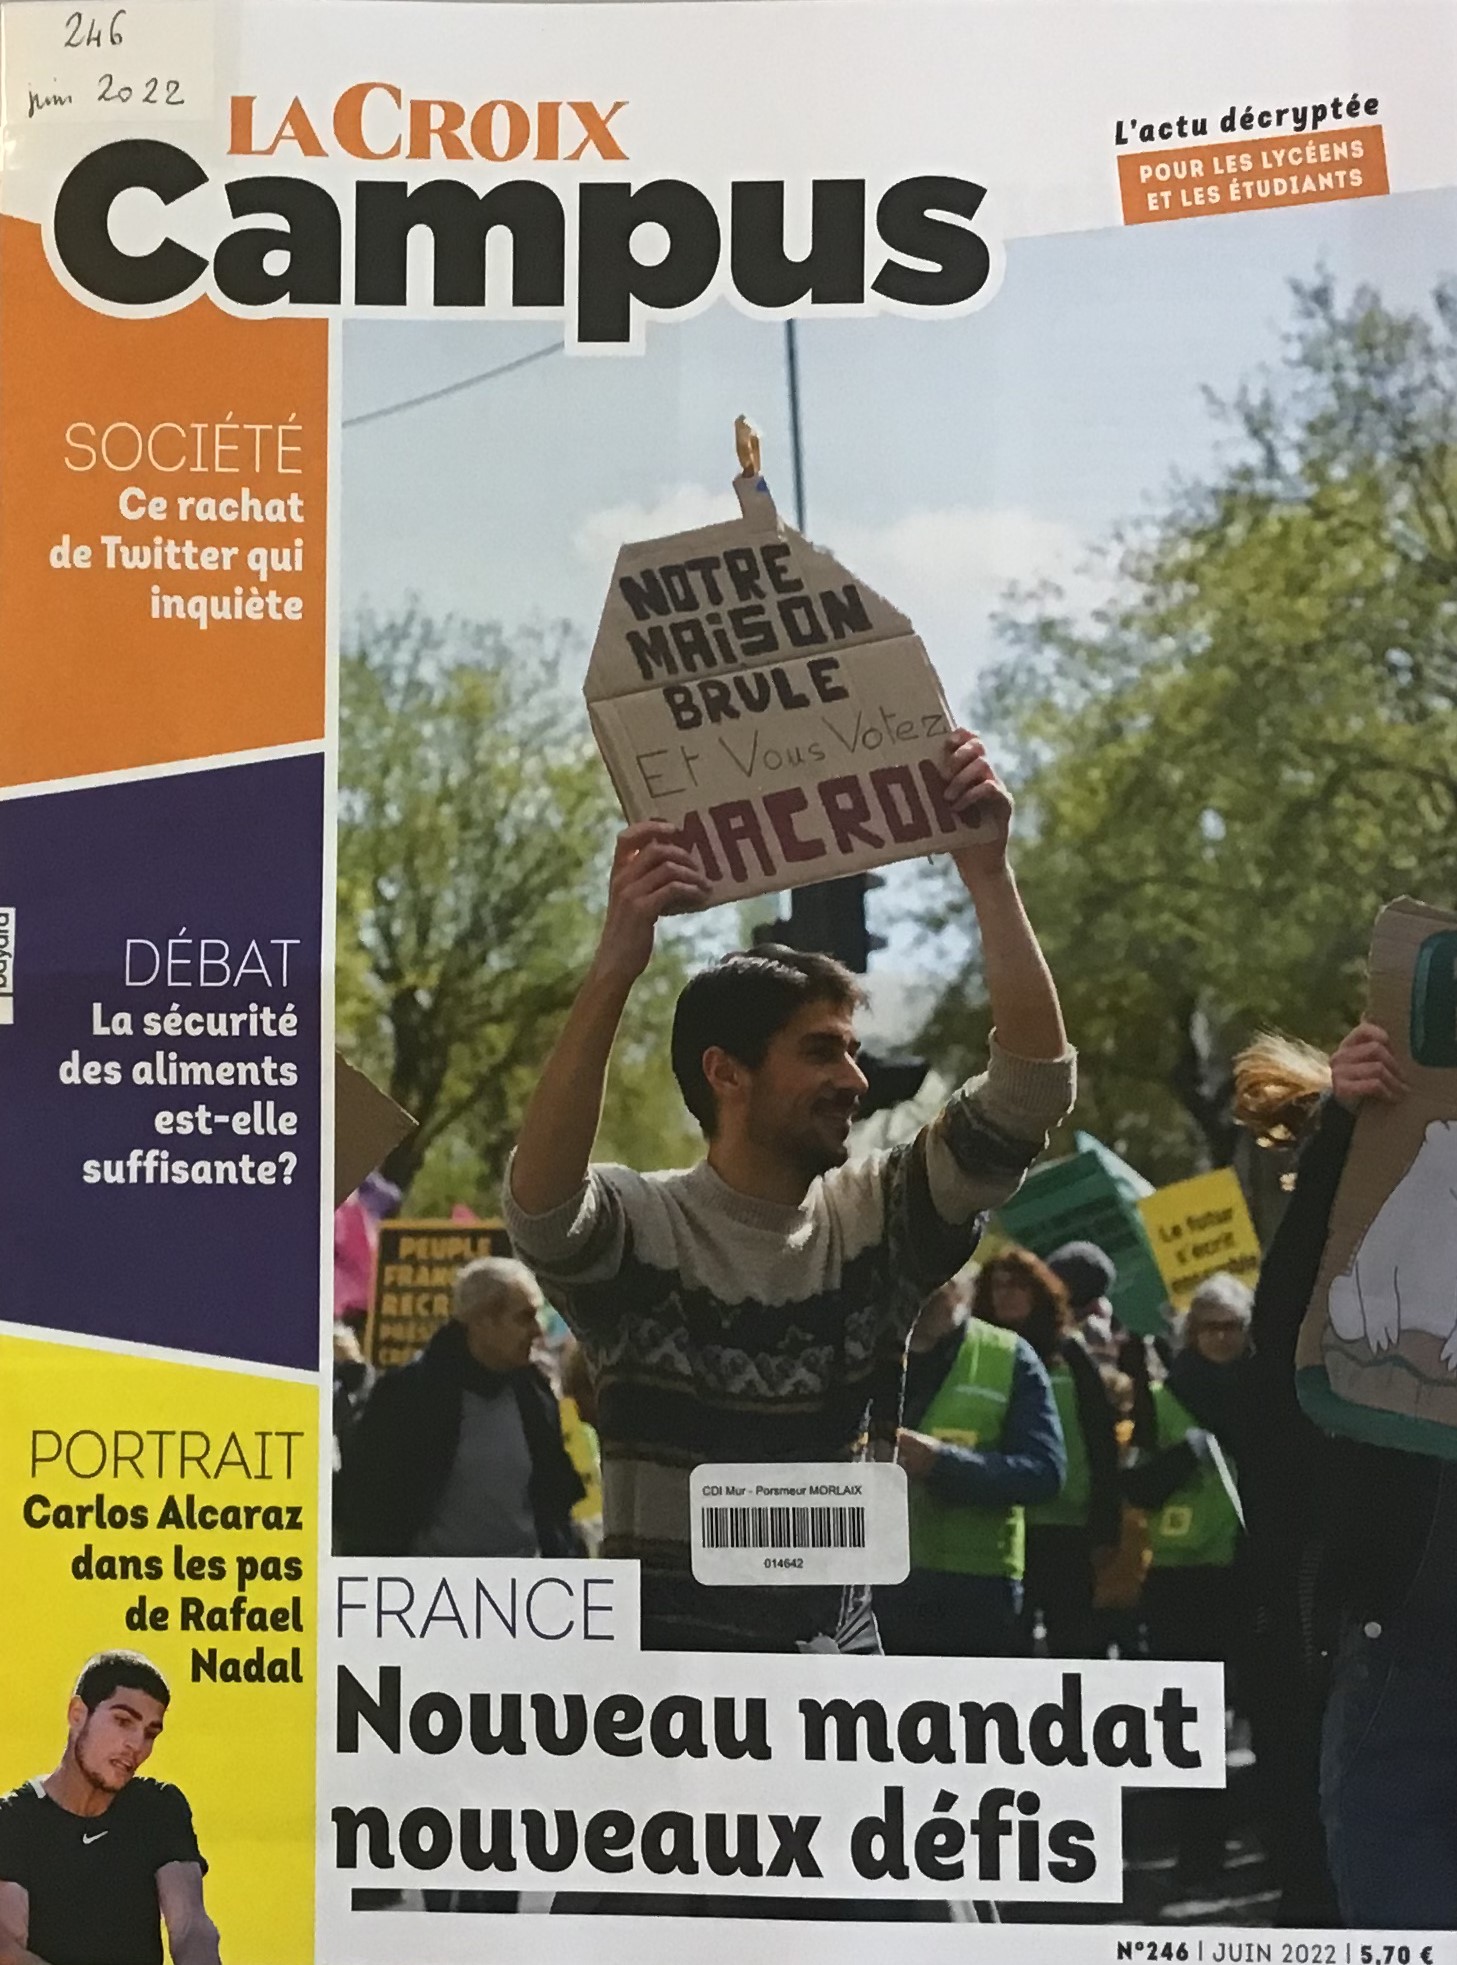 246
juin 2022
LA CROIX
Campus
L'actu décryptée
POUR LES LYCÉENS
ET LES ÉTUDIANTS
SOCIÉTÉ
Ce rachat
de Twitter qui
inquiète
DÉBAT
La sécurité
des aliments
est-elle
suffisante?
PORTRAIT
Carlos Alcaraz
dans les pas
de Rafael
Nadal
bayard
NOTRE
MAiSON
BRULE
Et Vous Votez
MACRON
PEUPLE
Le futur
s'écrit
CDI Mur - Porsmeur MORLAIX
014642
FRANCE
Nouveau mandat
nouveaux défis
N°246 | JUIN 2022 | 5,70 €